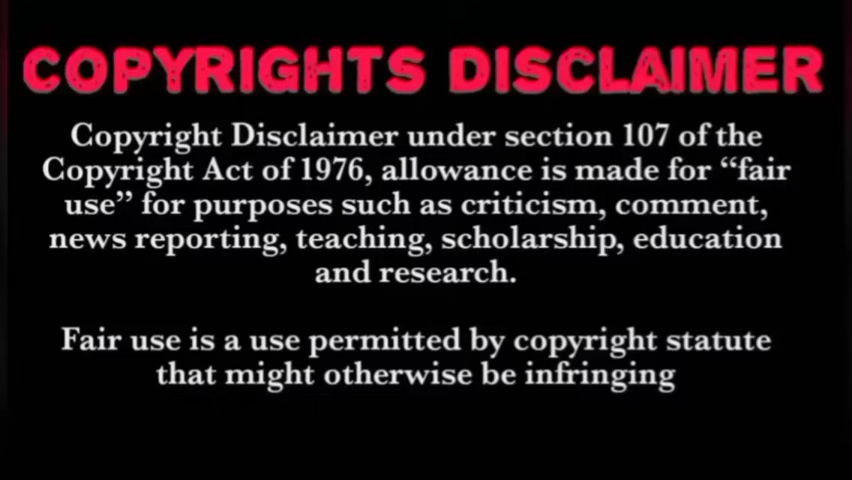 COPYRIGHTS DISCLAIMER
Copyright Disclaimer under section 107 of the
Copyright Act of 1976, allowance is made for “fair
use” for purposes such as criticism, comment,
news reporting, teaching, scholarship, education
and research.
Fair use is a use permitted by copyright statute
that might otherwise be infringing